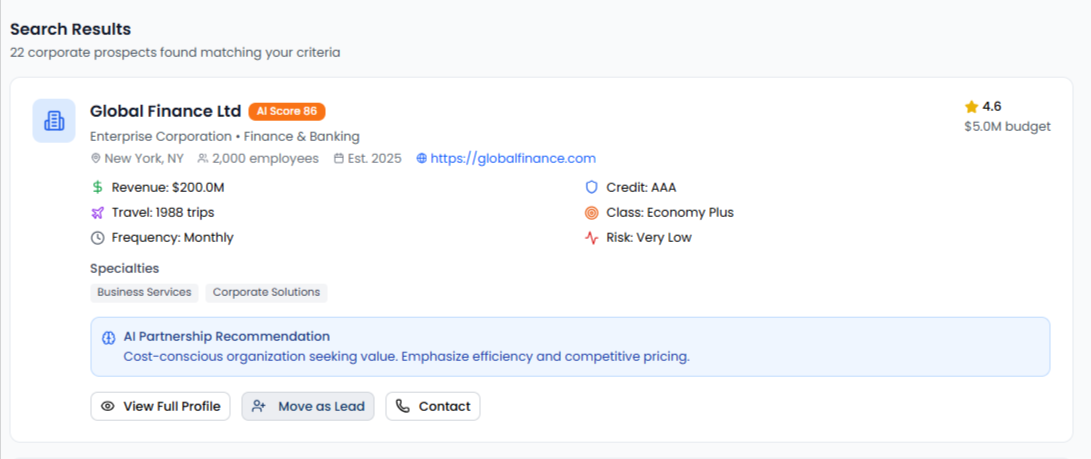 Search Results
22 corporate prospects found matching your criteria
Global Finance Ltd AI Score 86
4.6
Enterprise Corporation • Finance & Banking
$5.0M budget
New York, NY 2,000 employees Est. 2025 https://globalfinance.com
Revenue: $200.0M Credit: AAA
Travel: 1988 trips Class: Economy Plus
Frequency: Monthly Risk: Very Low
Specialties
Business Services Corporate Solutions
AI Partnership Recommendation
Cost-conscious organization seeking value. Emphasize efficiency and competitive pricing.
View Full Profile Move as Lead Contact